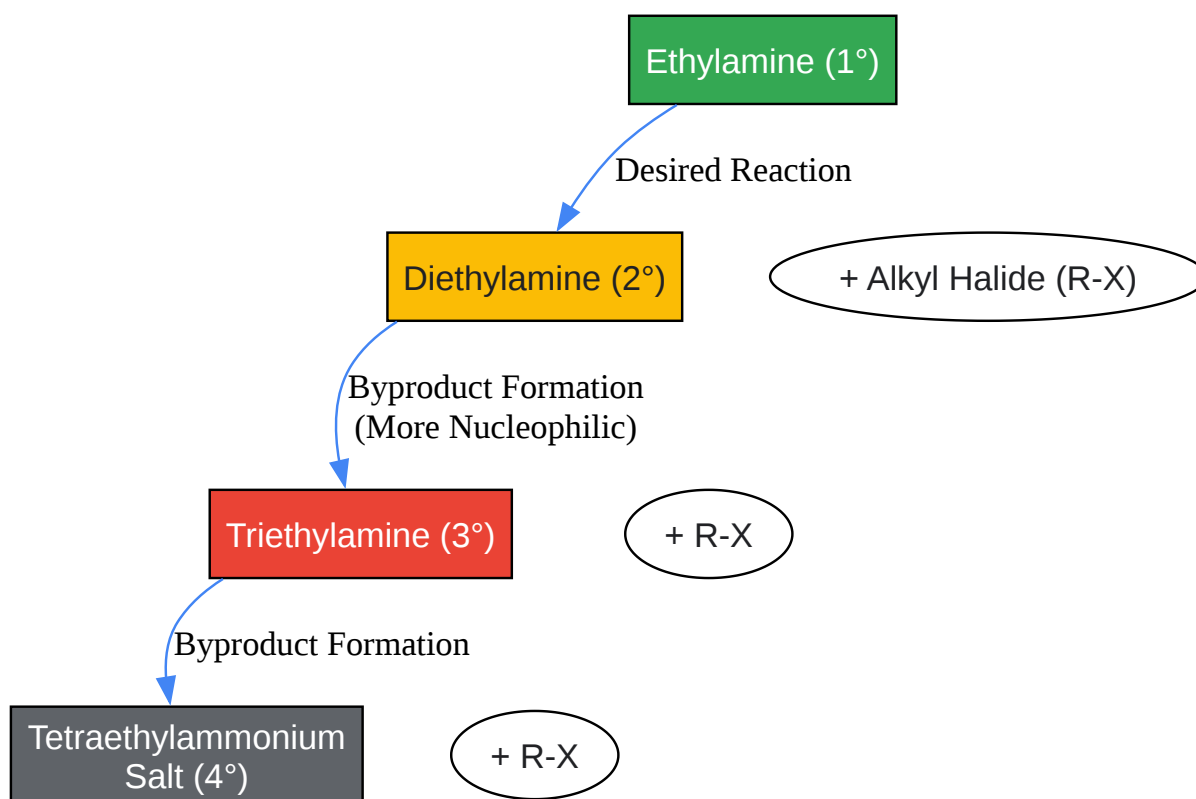 Ethylamine (1°)
Desired Reaction
Diethylamine (2°)
+ Alkyl Halide (R-X)
Byproduct Formation
(More Nucleophilic)
Triethylamine (3°)
+ R-X
Byproduct Formation
Tetraethylammonium
Salt (4°)
+ R-X